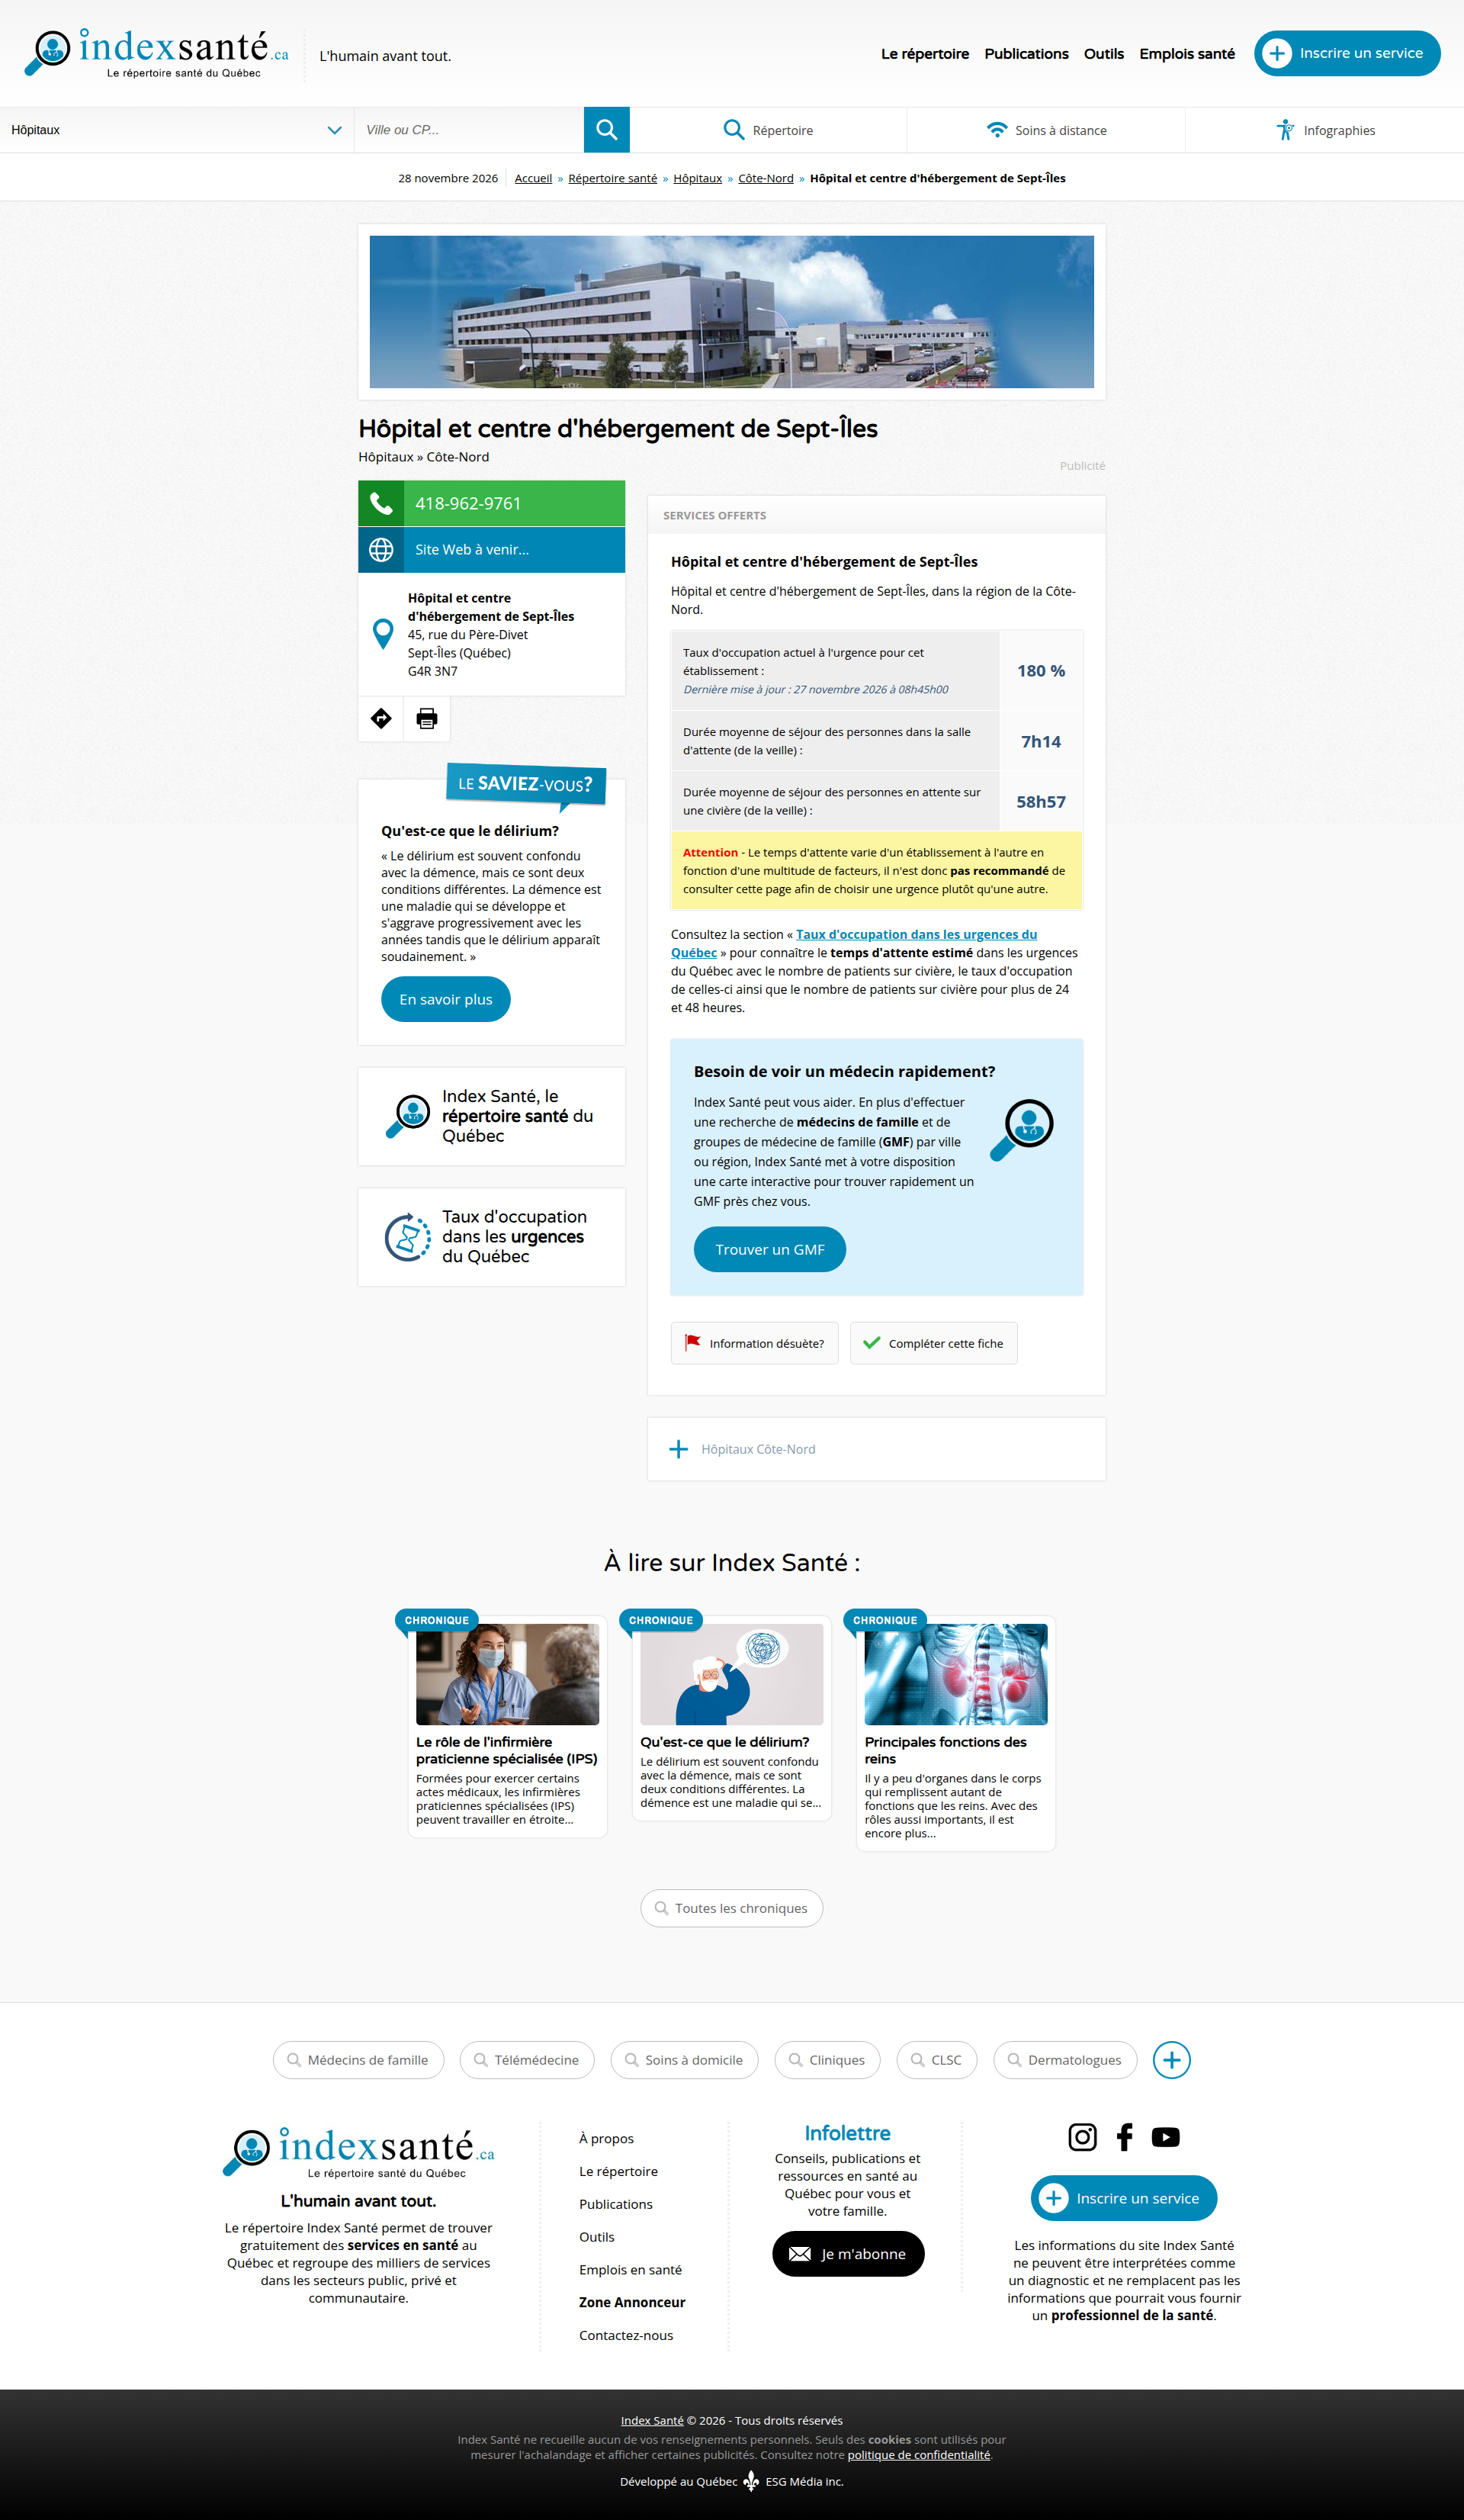 indexsanté.ca
Le répertoire santé du Québec
L'humain avant tout.
Le répertoire
Publications
Outils
Emplois santé
Inscrire un service
Hôpitaux
Ville ou CP...
Répertoire
Soins à distance
Infographies
28 novembre 2026 Accueil » Répertoire santé » Hôpitaux » Côte-Nord » Hôpital et centre d'hébergement de Sept-Îles
Hôpital et centre d'hébergement de Sept-Îles
Hôpitaux » Côte-Nord
Publicité
418-962-9761
Site Web à venir...
Hôpital et centre
d'hébergement de Sept-Îles
45, rue du Père-Divet
Sept-Îles (Québec)
G4R 3N7
LE SAVIEZ-VOUS?
Qu'est-ce que le délirium?
« Le délirium est souvent confondu
avec la démence, mais ce sont deux
conditions différentes. La démence est
une maladie qui se développe et
s'aggrave progressivement avec les
années tandis que le délirium apparaît
soudainement. »
En savoir plus
Index Santé, le
répertoire santé du
Québec
Taux d'occupation
dans les urgences
du Québec
SERVICES OFFERTS
Hôpital et centre d'hébergement de Sept-Îles
Hôpital et centre d'hébergement de Sept-Îles, dans la région de la Côte-
Nord.
Taux d'occupation actuel à l'urgence pour cet
établissement :
Dernière mise à jour : 27 novembre 2026 à 08h45h00
180 %
Durée moyenne de séjour des personnes dans la salle
d'attente (de la veille) :
7h14
Durée moyenne de séjour des personnes en attente sur
une civière (de la veille) :
58h57
Attention - Le temps d'attente varie d'un établissement à l'autre en
fonction d'une multitude de facteurs, il n'est donc pas recommandé de
consulter cette page afin de choisir une urgence plutôt qu'une autre.
Consultez la section « Taux d'occupation dans les urgences du
Québec » pour connaître le temps d'attente estimé dans les urgences
du Québec avec le nombre de patients sur civière, le taux d'occupation
de celles-ci ainsi que le nombre de patients sur civière pour plus de 24
et 48 heures.
Besoin de voir un médecin rapidement?
Index Santé peut vous aider. En plus d'effectuer
une recherche de médecins de famille et de
groupes de médecine de famille (GMF) par ville
ou région, Index Santé met à votre disposition
une carte interactive pour trouver rapidement un
GMF près chez vous.
Trouver un GMF
Information désuète?
Compléter cette fiche
Hôpitaux Côte-Nord
À lire sur Index Santé :
CHRONIQUE
Le rôle de l'infirmière
praticienne spécialisée (IPS)
Formées pour exercer certains
actes médicaux, les infirmières
praticiennes spécialisées (IPS)
peuvent travailler en étroite...
CHRONIQUE
Qu'est-ce que le délirium?
Le délirium est souvent confondu
avec la démence, mais ce sont
deux conditions différentes. La
démence est une maladie qui se...
CHRONIQUE
Principales fonctions des
reins
Il y a peu d'organes dans le corps
qui remplissent autant de
fonctions que les reins. Avec des
rôles aussi importants, il est
encore plus...
Toutes les chroniques
Médecins de famille
Télémédecine
Soins à domicile
Cliniques
CLSC
Dermatologues
indexsanté.ca
Le répertoire santé du Québec
L'humain avant tout.
Le répertoire Index Santé permet de trouver
gratuitement des services en santé au
Québec et regroupe des milliers de services
dans les secteurs public, privé et
communautaire.
À propos
Le répertoire
Publications
Outils
Emplois en santé
Zone Annonceur
Contactez-nous
Infolettre
Conseils, publications et
ressources en santé au
Québec pour vous et
votre famille.
Je m'abonne
Inscrire un service
Les informations du site Index Santé
ne peuvent être interprétées comme
un diagnostic et ne remplacent pas les
informations que pourrait vous fournir
un professionnel de la santé.
Index Santé © 2026 - Tous droits réservés
Index Santé ne recueille aucun de vos renseignements personnels. Seuls des cookies sont utilisés pour
mesurer l'achalandage et afficher certaines publicités. Consultez notre politique de confidentialité.
Développé au Québec ESG Média inc.